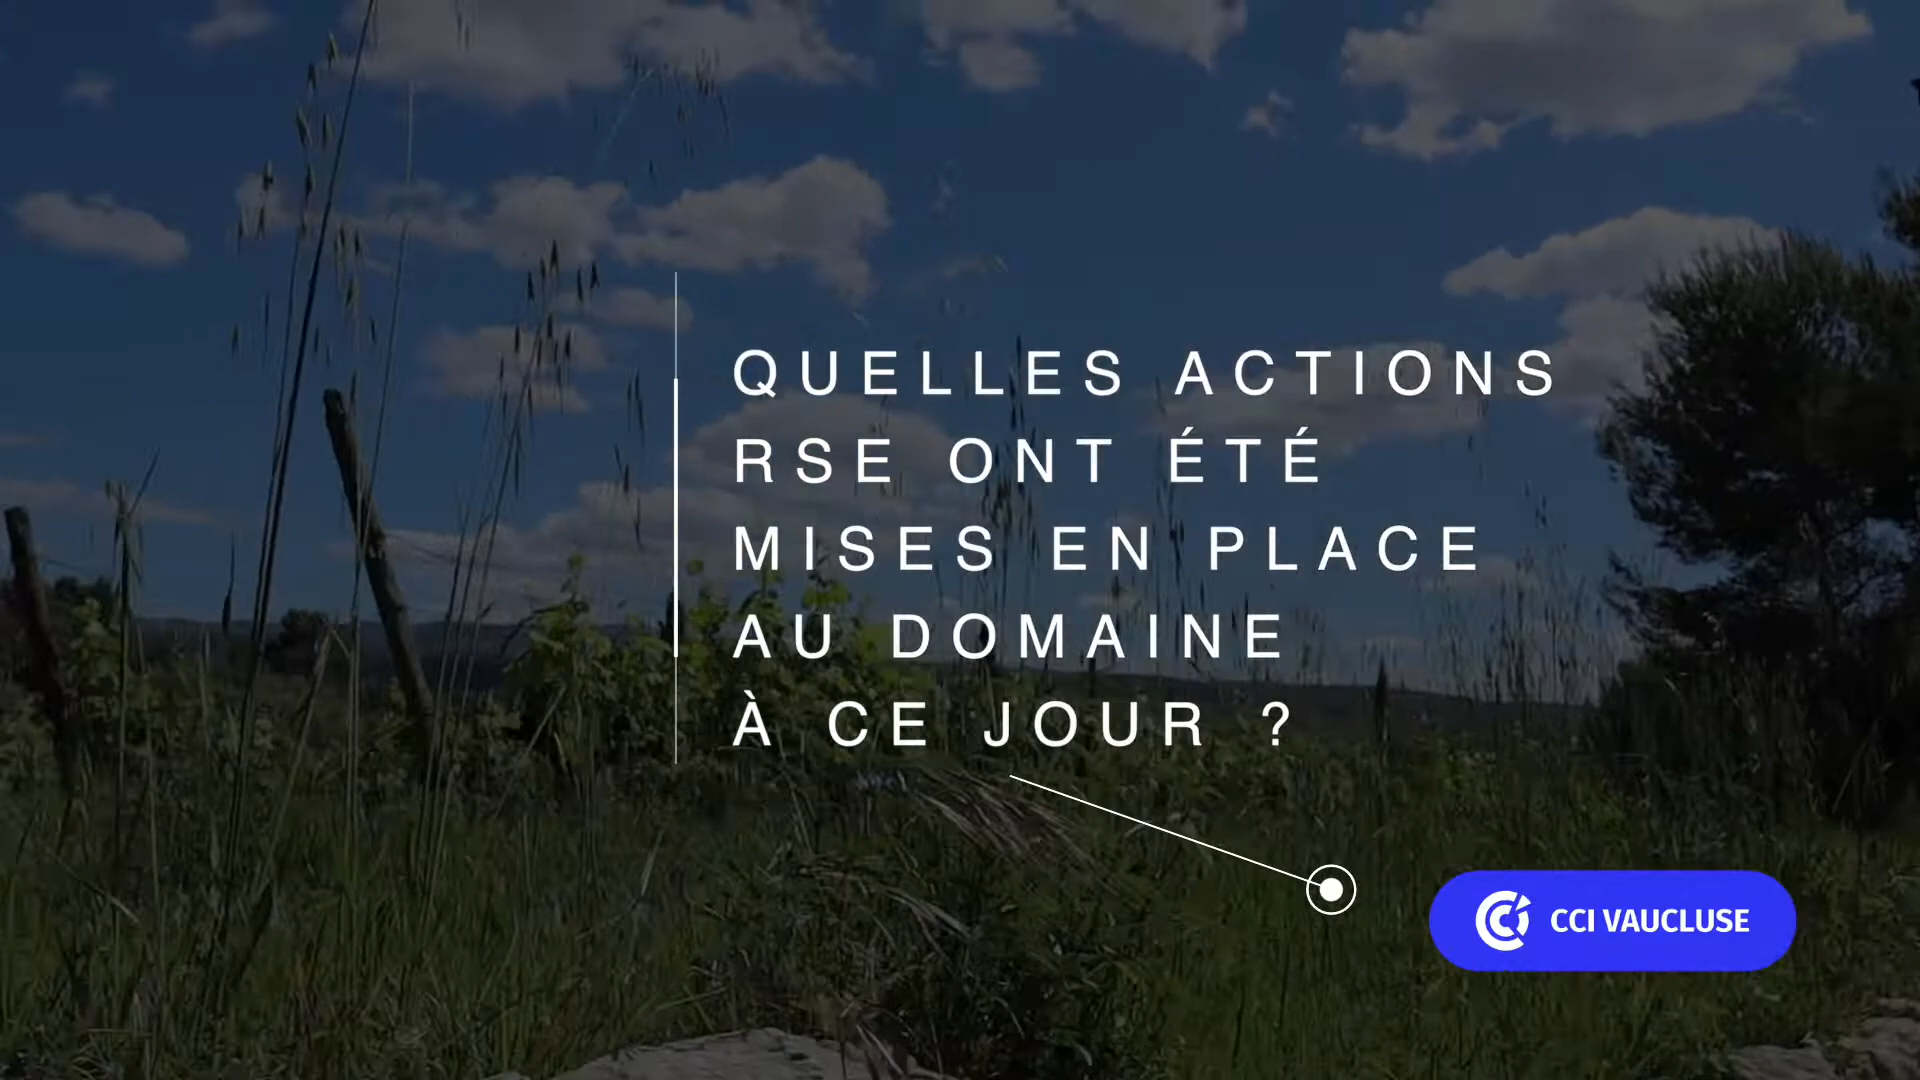 QUELLES ACTIONS
RSE ONT ÉTÉ
MISES EN PLACE
AU DOMAINE
À CE JOUR ?
CCI VAUCLUSE